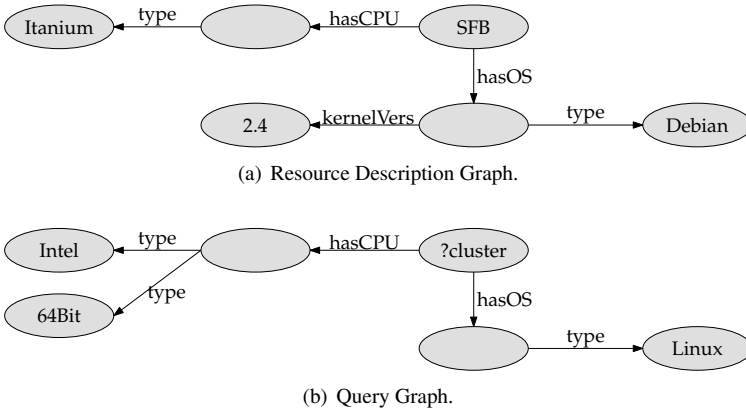 Itanium type hasCPU SFB
hasOS
2.4 kernelVers type Debian
(a) Resource Description Graph.
Intel type hasCPU ?cluster
type hasOS
64Bit
type Linux
(b) Query Graph.